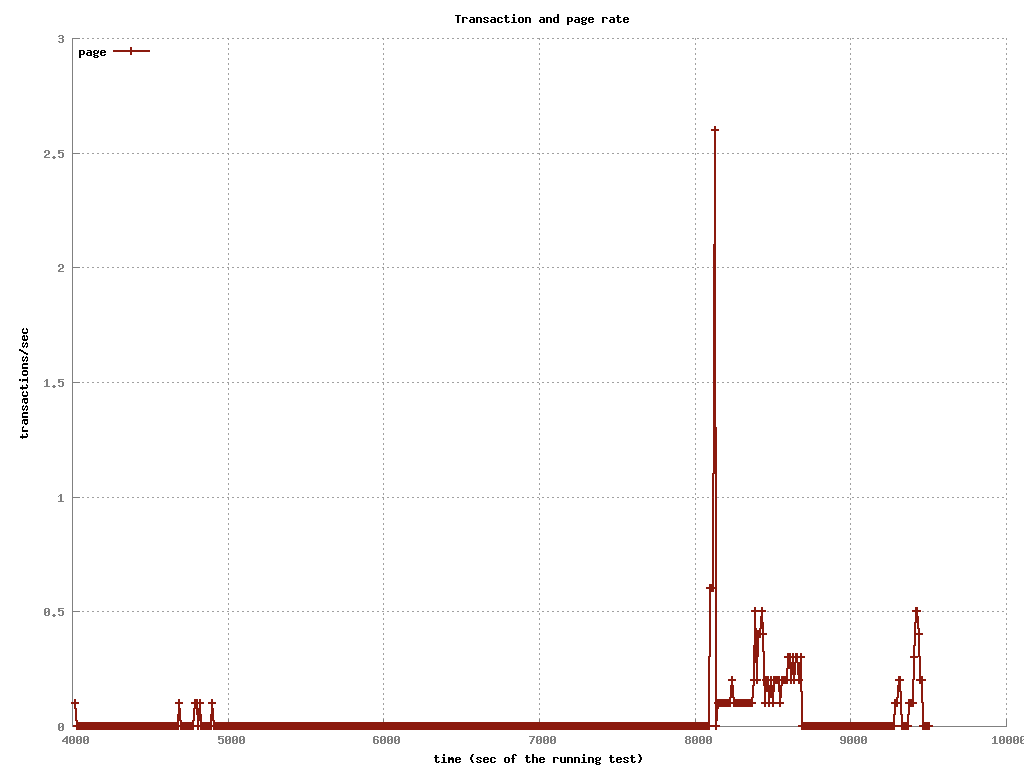 Transaction and page rate
page
3
2.5
2
1.5
1
0.5
0
transactions/sec
4000 5000 6000 7000 8000 9000 10000
time (sec of the running test)